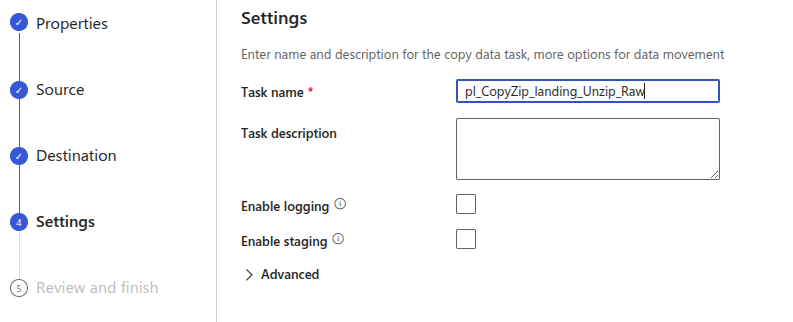 Properties
Source
Destination
4 Settings
5 Review and finish
Settings
Enter name and description for the copy data task, more options for data movement
Task name * pl_CopyZip_landing_Unzip_Raw
Task description
Enable logging
Enable staging
Advanced